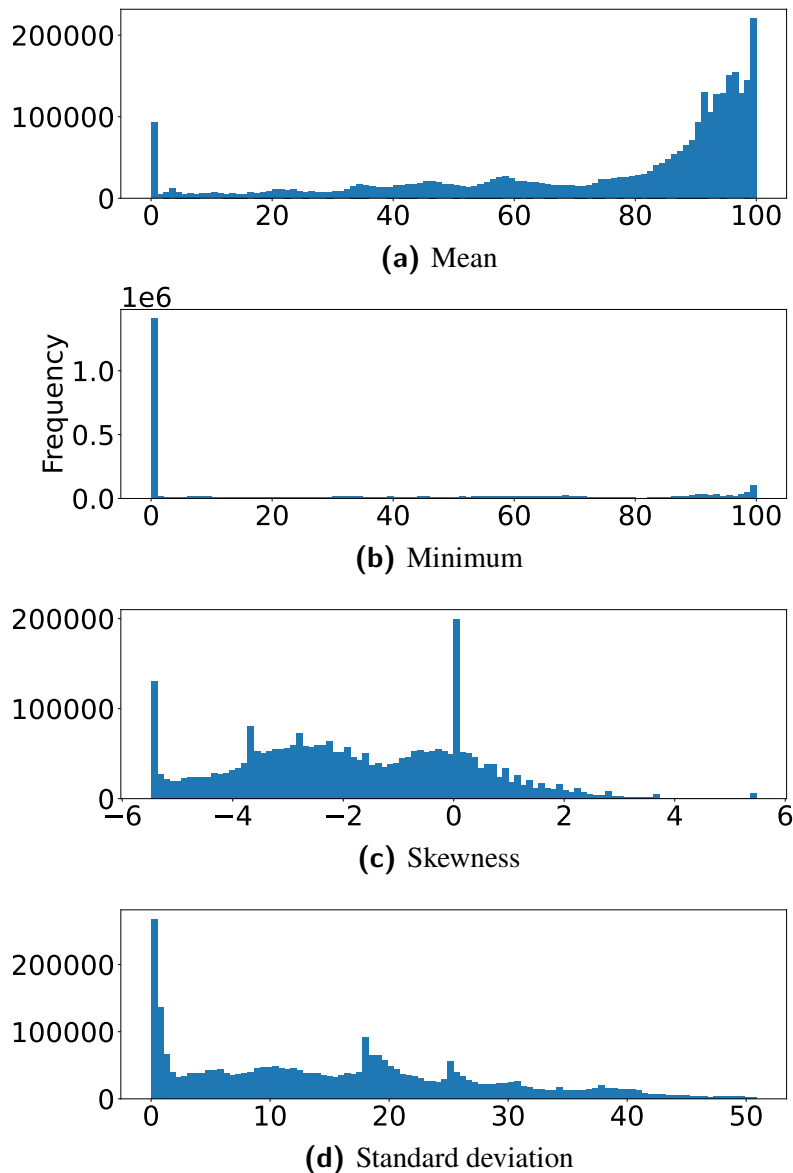 200000
100000
0
0 20 40 60 80 100
(a) Mean
1e6
Frequency
1.0
0.5
0.0
0 20 40 60 80 100
(b) Minimum
200000
100000
0
−6 −4 −2 0 2 4 6
(c) Skewness
200000
100000
0
0 10 20 30 40 50
(d) Standard deviation